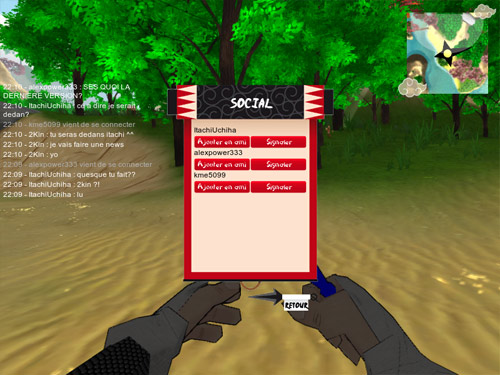 22:10 - alexpower333 : SES QUOI LA
DERNIERE VERSION?
22:10 - ItachiUchiha : ce a dire je serait
dedan?
22:10 - kme5099 vient de se connecter
22:10 - 2Kin : tu seras dedans itachi ^^
22:10 - 2Kin : je vais faire une news
22:10 - 2Kin : yo
22:09 - alexpower333 vient de se connecter
22:09 - ItachiUchiha : quesque tu fait??
22:09 - ItachiUchiha : 2kin ?!
22:09 - ItachiUchiha : lu
SOCIAL
ItachiUchiha
Ajouter en ami Signaler
alexpower333
Ajouter en ami Signaler
kme5099
Ajouter en ami Signaler
RETOUR